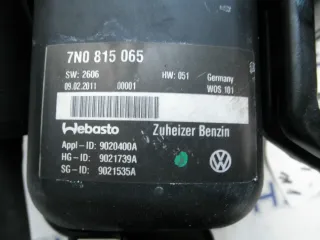 7N0 815 065
SW: 2606 HW: 051 Germany
09.02.2011 00001 WOS.101
Webasto Zuheizer Benzin
Appl-ID: 9020400A
HG-ID: 9021739A
SG-ID: 9021535A